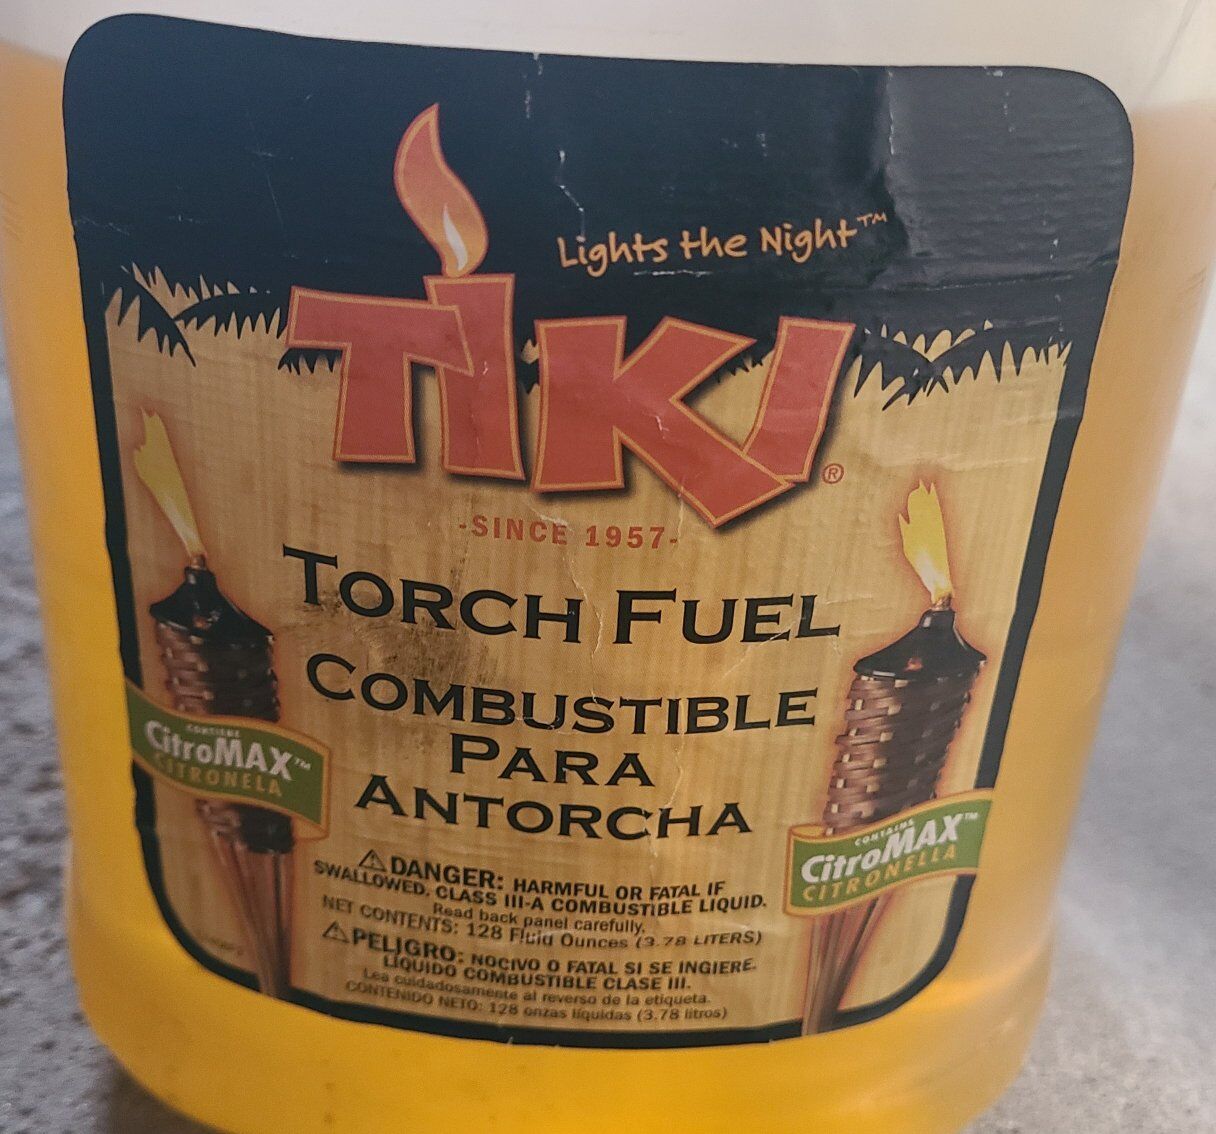 Lights the Night™
TIKI®
-SINCE 1957-
TORCH FUEL
COMBUSTIBLE
PARA
ANTORCHA
CONTIENE
CitroMAX™
CITRONELA
CONTAINS
CitroMAX™
CITRONELLA
⚠DANGER: HARMFUL OR FATAL IF
SWALLOWED. CLASS III-A COMBUSTIBLE LIQUID.
Read back panel carefully.
NET CONTENTS: 128 Fluid Ounces (3.78 LITERS)
⚠PELIGRO: NOCIVO O FATAL SI SE INGIERE.
LÍQUIDO COMBUSTIBLE CLASE III.
Lea cuidadosamente al reverso de la etiqueta.
CONTENIDO NETO: 128 onzas líquidas (3.78 litros)